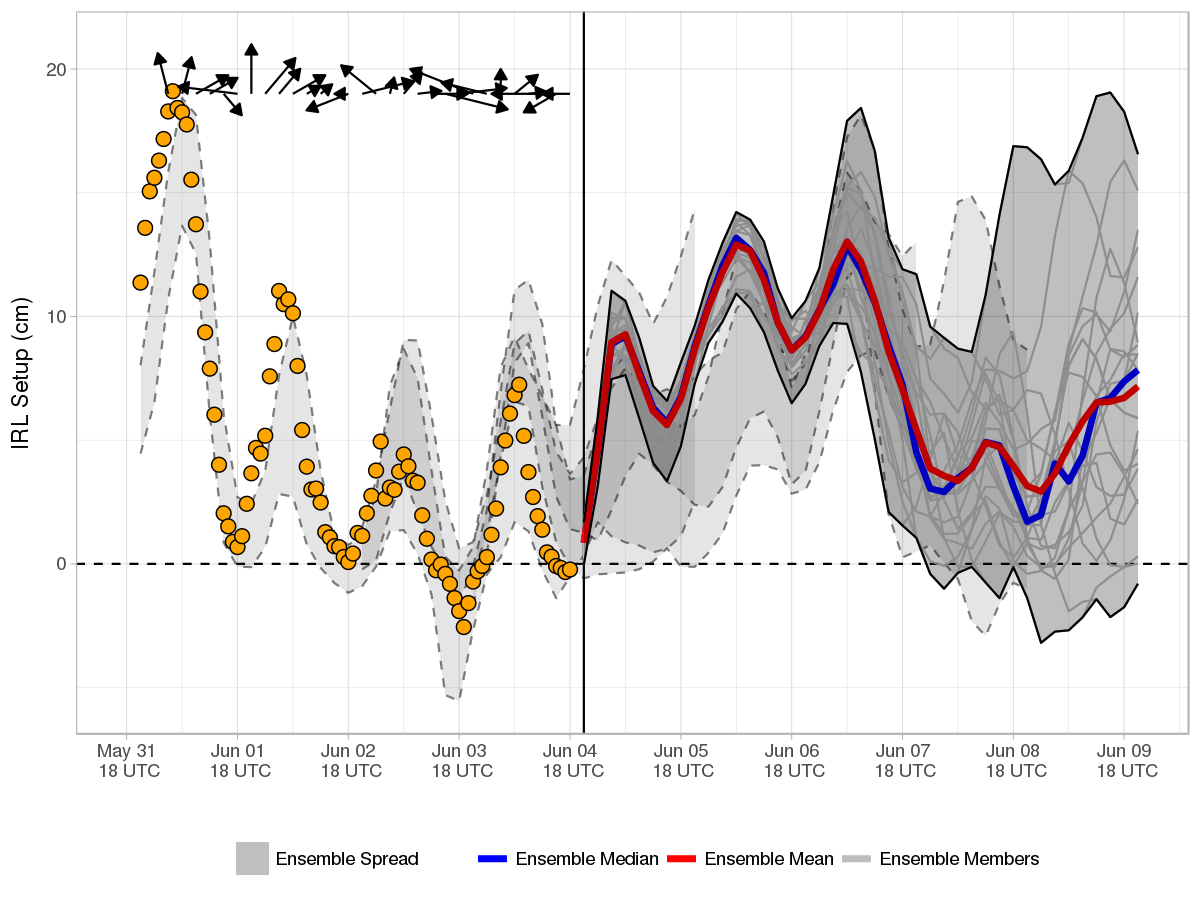 20
10
0
IRL Setup (cm)
May 31 Jun 01 Jun 02 Jun 03 Jun 04 Jun 05 Jun 06 Jun 07 Jun 08 Jun 09
18 UTC 18 UTC 18 UTC 18 UTC 18 UTC 18 UTC 18 UTC 18 UTC 18 UTC 18 UTC
Ensemble Spread Ensemble Median Ensemble Mean Ensemble Members